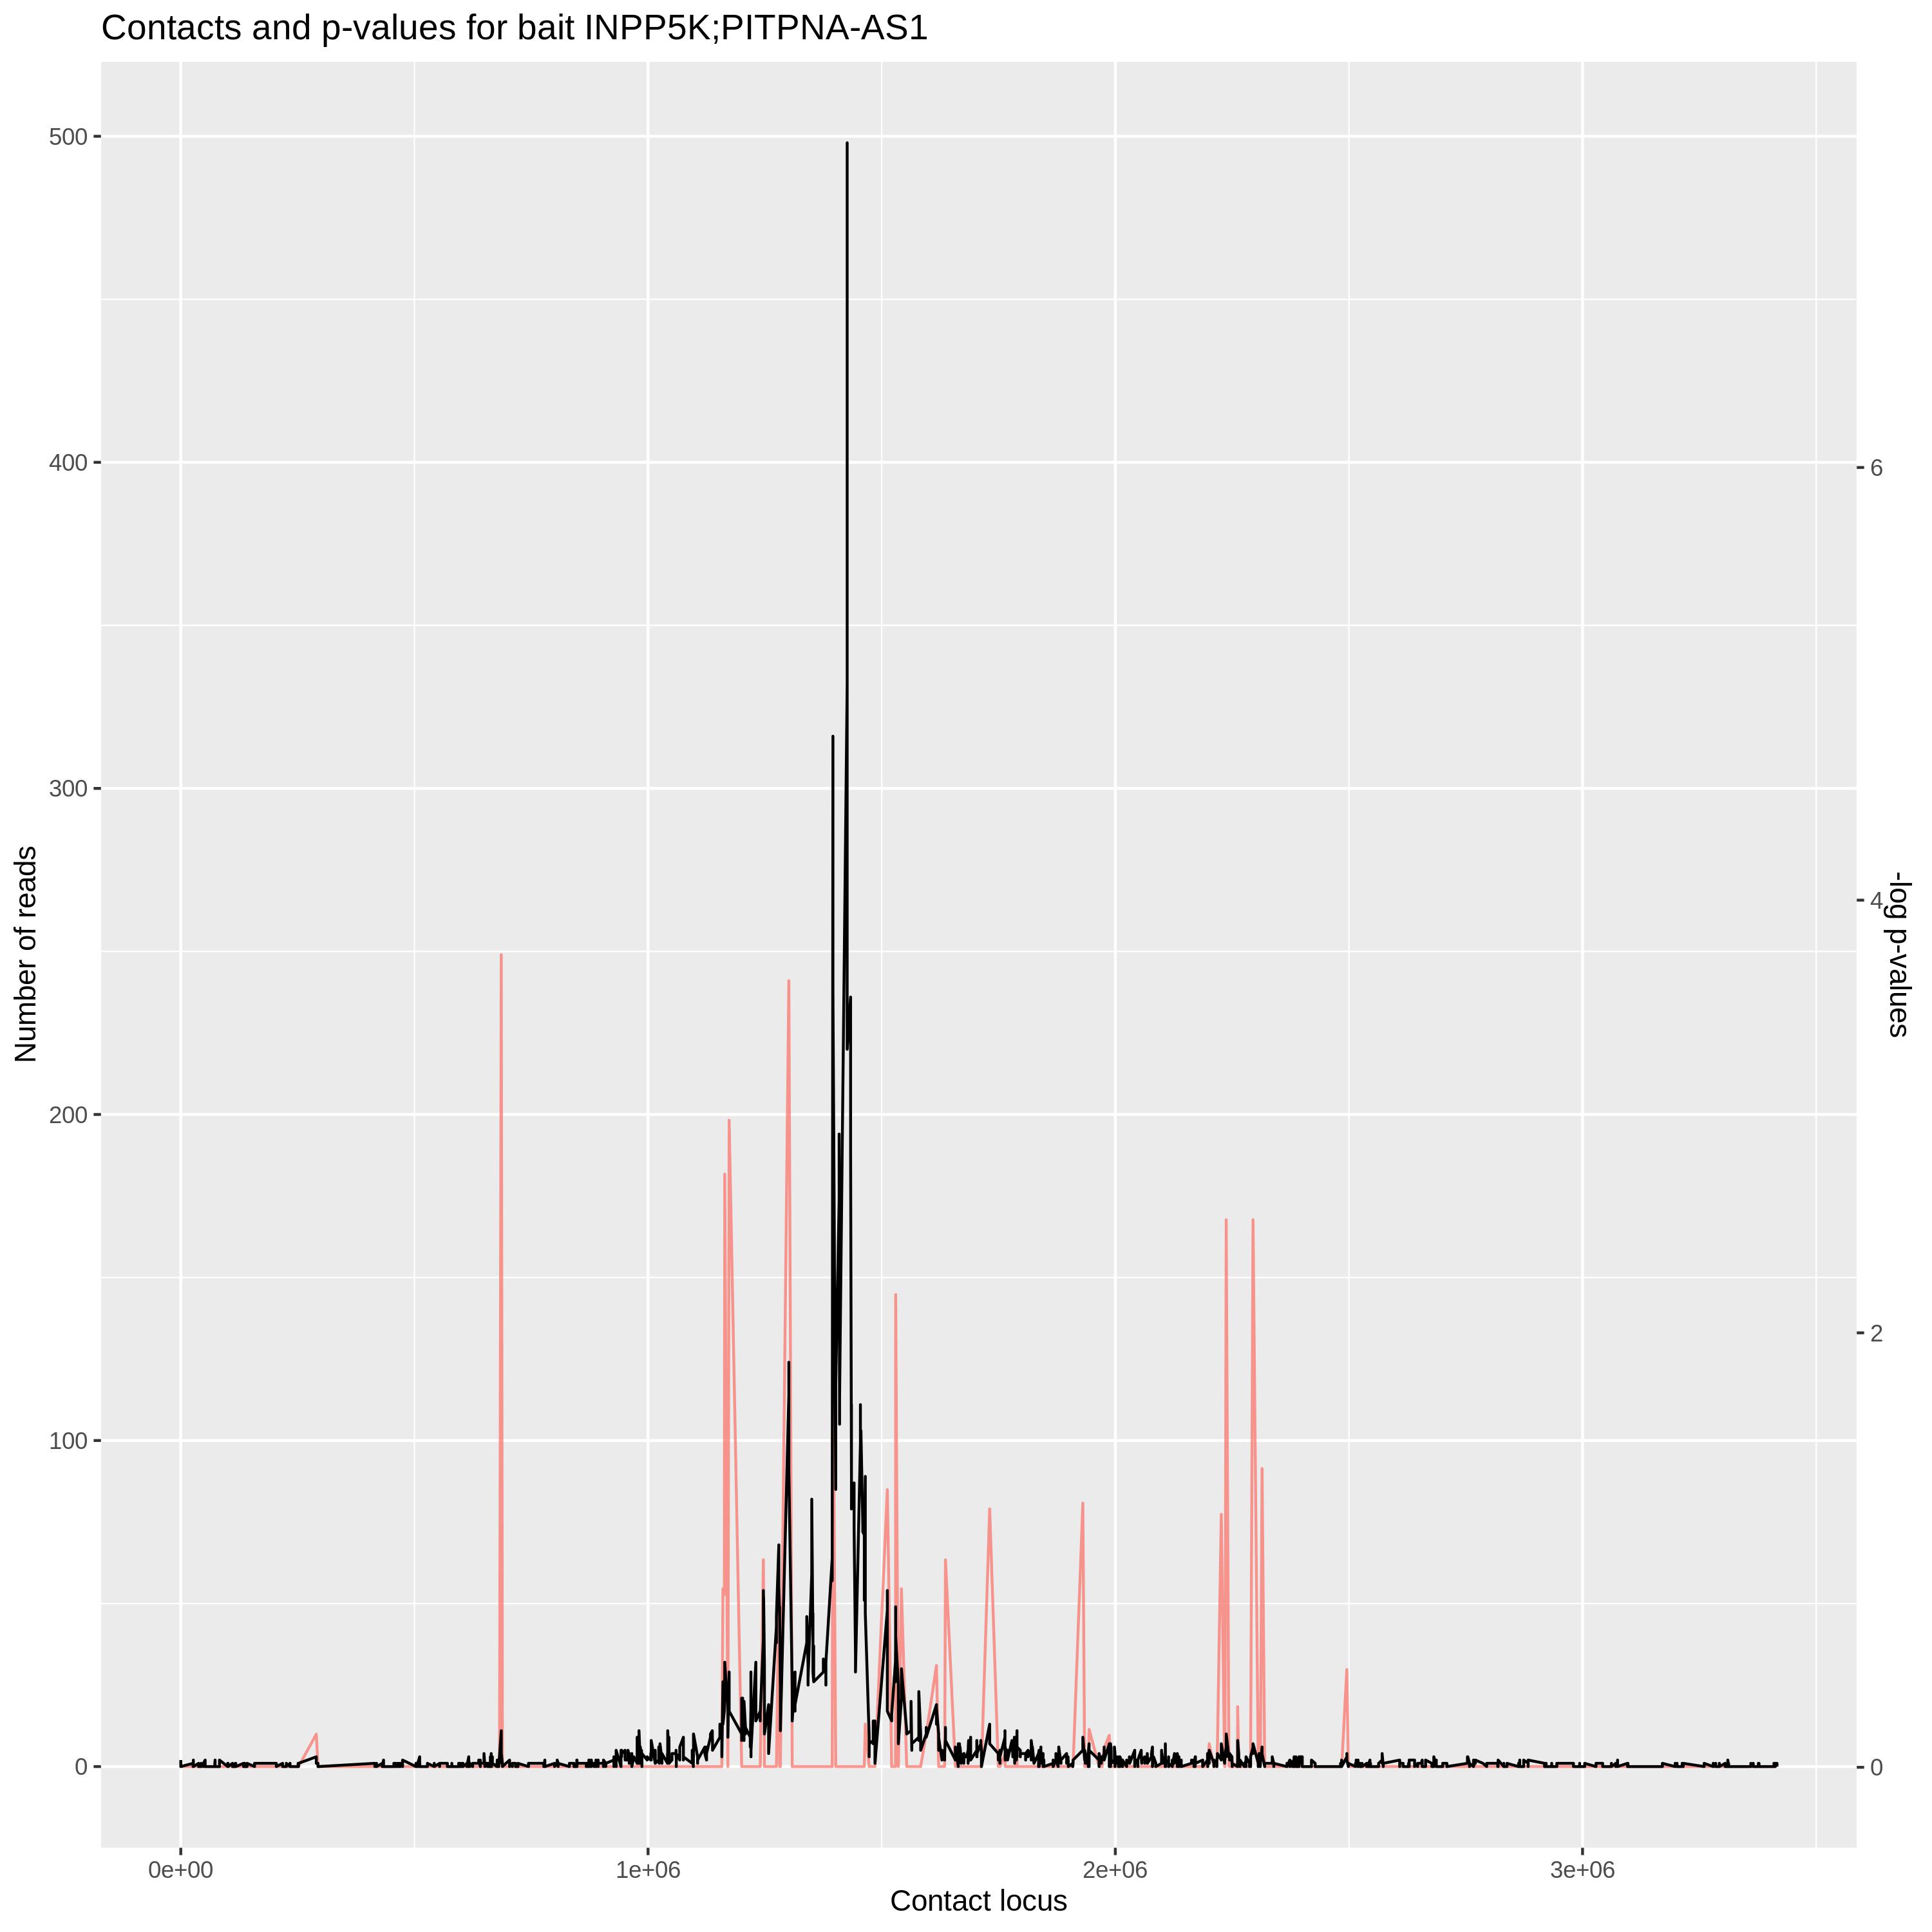 Contacts and p-values for bait INPP5K;PITPNA-AS1
500
400
300
200
100
0
Number of reads
6
4
2
0
-log p-values
0e+00
1e+06
2e+06
3e+06
Contact locus